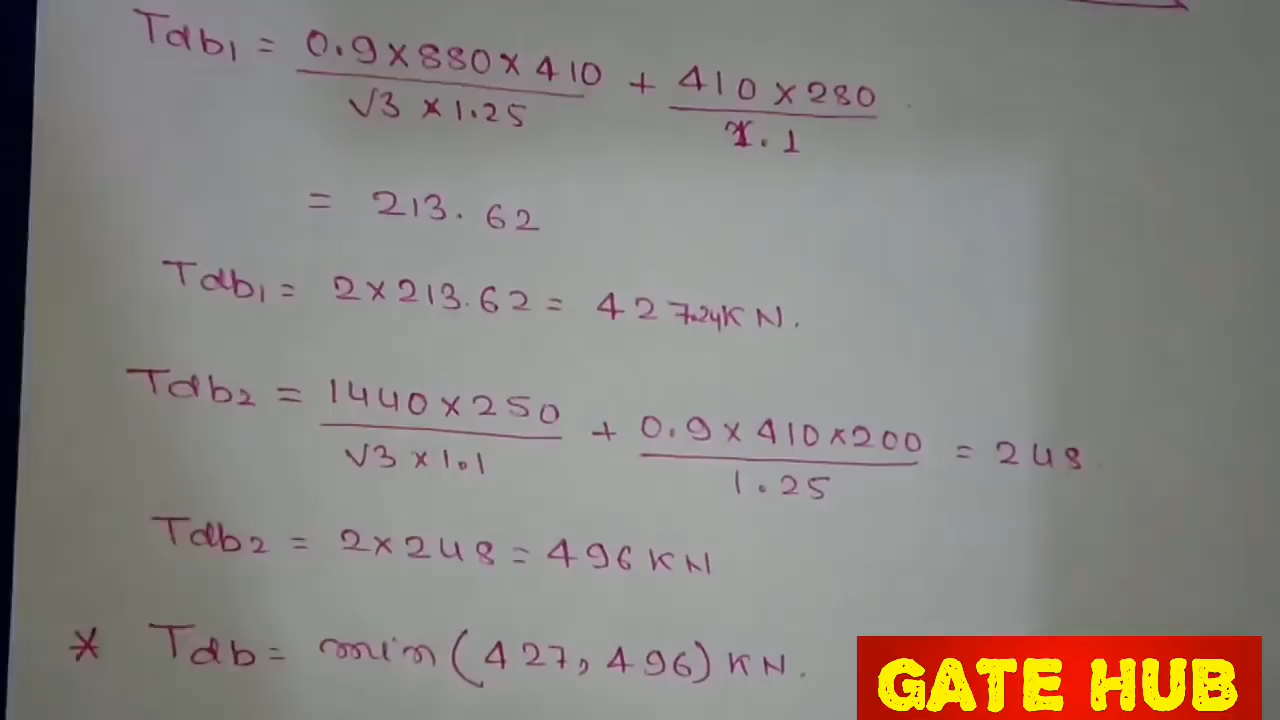 Tdb1 = 0.9 × 880 × 410 / √3 × 1.25 + 410 × 280 / 1.1
= 213.62
Tdb1 = 2 × 213.62 = 427.24 KN.
Tdb2 = 1440 × 250 / √3 × 1.1 + 0.9 × 410 × 200 / 1.25 = 248
Tdb2 = 2 × 248 = 496 KN
* Tdb = min (427, 496) KN.
GATE HUB